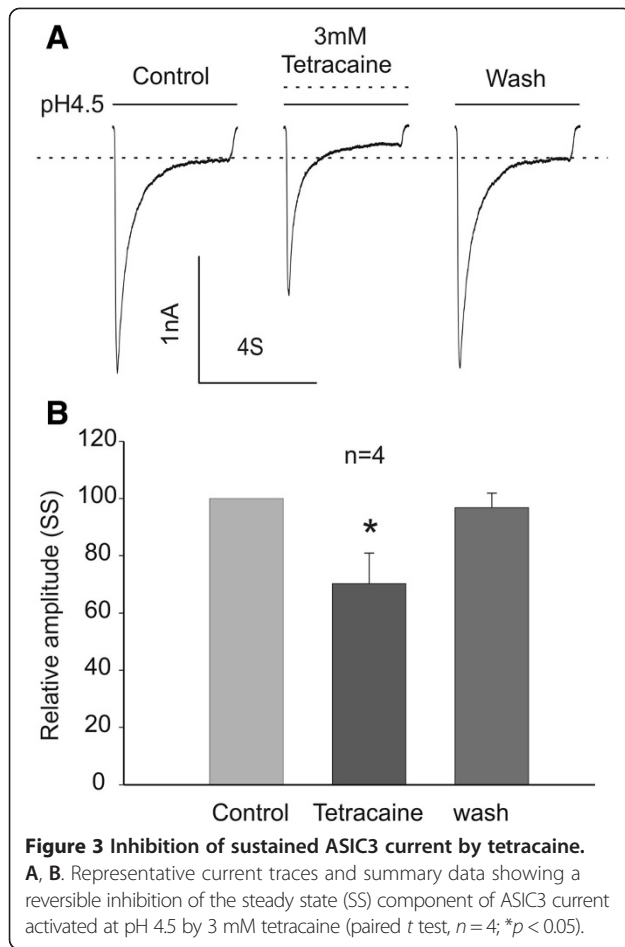 A
Control
3mM
Tetracaine
Wash
pH4.5
1nA
4S
B
120
100
80
60
40
20
0
Relative amplitude (SS)
n=4
*
Control Tetracaine wash
Figure 3 Inhibition of sustained ASIC3 current by tetracaine.
A, B. Representative current traces and summary data showing a
reversible inhibition of the steady state (SS) component of ASIC3 current
activated at pH 4.5 by 3 mM tetracaine (paired t test, n = 4; *p < 0.05).